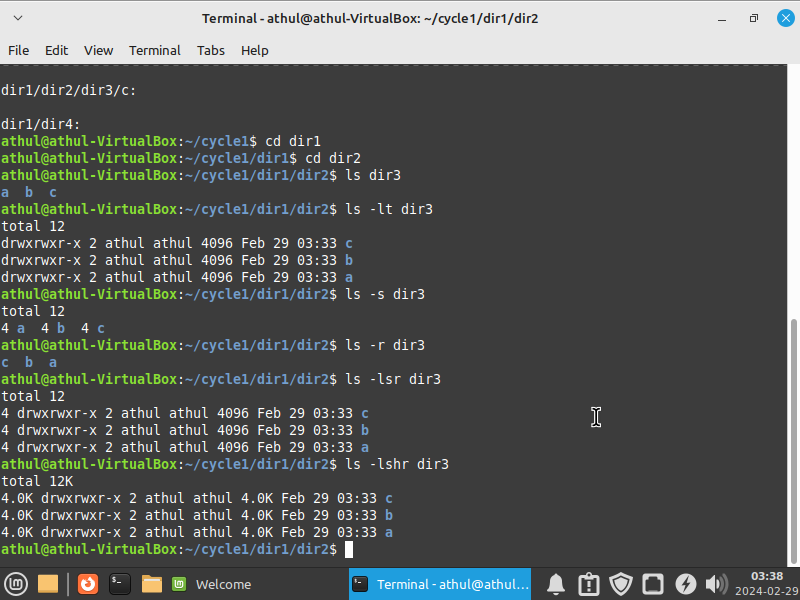 Terminal - athul@athul-VirtualBox: ~/cycle1/dir1/dir2
File Edit View Terminal Tabs Help
dir1/dir2/dir3/c:
dir1/dir4:
athul@athul-VirtualBox:~/cycle1$ cd dir1
athul@athul-VirtualBox:~/cycle1/dir1$ cd dir2
athul@athul-VirtualBox:~/cycle1/dir1/dir2$ ls dir3
a  b  c
athul@athul-VirtualBox:~/cycle1/dir1/dir2$ ls -lt dir3
total 12
drwxrwxr-x 2 athul athul 4096 Feb 29 03:33 c
drwxrwxr-x 2 athul athul 4096 Feb 29 03:33 b
drwxrwxr-x 2 athul athul 4096 Feb 29 03:33 a
athul@athul-VirtualBox:~/cycle1/dir1/dir2$ ls -s dir3
total 12
4 a  4 b  4 c
athul@athul-VirtualBox:~/cycle1/dir1/dir2$ ls -r dir3
c  b  a
athul@athul-VirtualBox:~/cycle1/dir1/dir2$ ls -lsr dir3
total 12
4 drwxrwxr-x 2 athul athul 4096 Feb 29 03:33 c
4 drwxrwxr-x 2 athul athul 4096 Feb 29 03:33 b
4 drwxrwxr-x 2 athul athul 4096 Feb 29 03:33 a
athul@athul-VirtualBox:~/cycle1/dir1/dir2$ ls -lshr dir3
total 12K
4.0K drwxrwxr-x 2 athul athul 4.0K Feb 29 03:33 c
4.0K drwxrwxr-x 2 athul athul 4.0K Feb 29 03:33 b
4.0K drwxrwxr-x 2 athul athul 4.0K Feb 29 03:33 a
athul@athul-VirtualBox:~/cycle1/dir1/dir2$
Welcome
Terminal - athul@athul...
03:38
2024-02-29